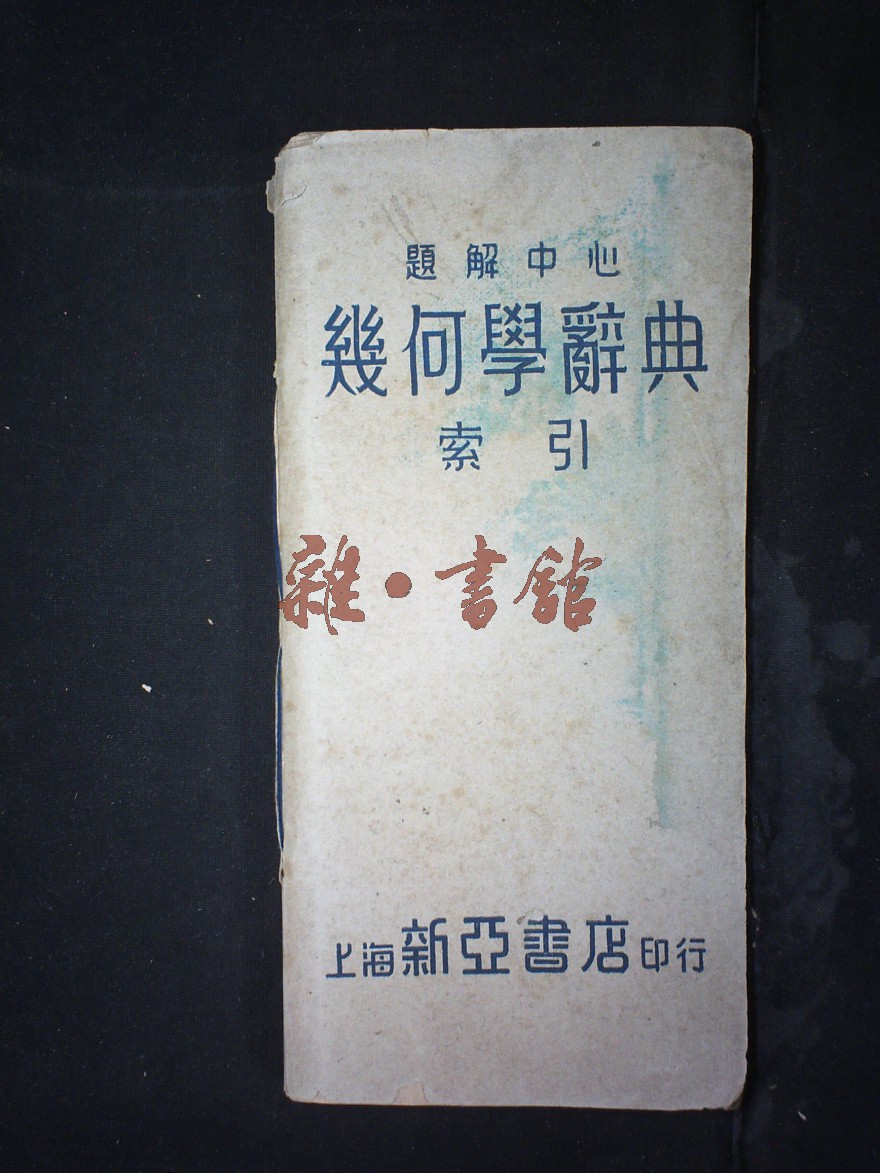 題解中心
幾何學辭典
索引
雜·書館
上海新亞書店印行